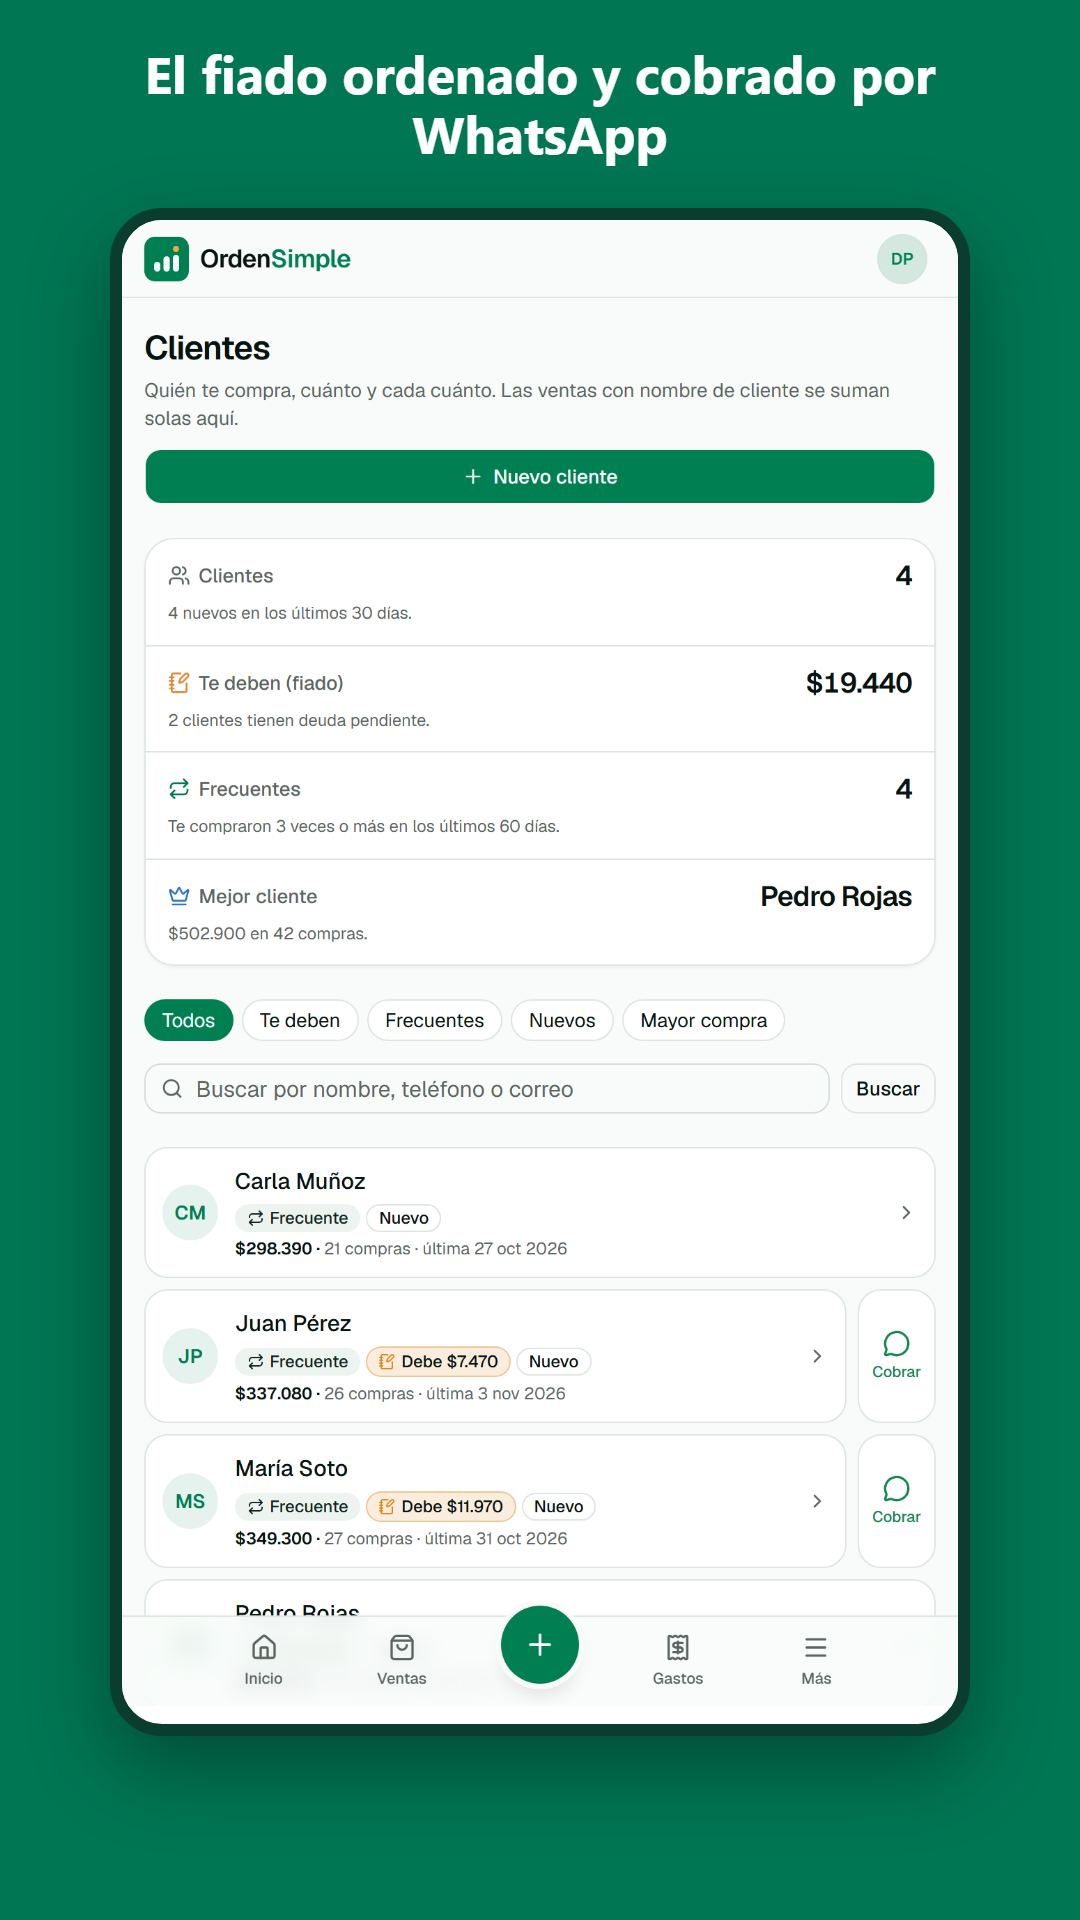 El fiado ordenado y cobrado por
WhatsApp
OrdenSimple
DP
Clientes
Quién te compra, cuánto y cada cuánto. Las ventas con nombre de cliente se suman
solas aquí.
+ Nuevo cliente
Clientes
4
4 nuevos en los últimos 30 días.
Te deben (fiado)
$19.440
2 clientes tienen deuda pendiente.
Frecuentes
4
Te compraron 3 veces o más en los últimos 60 días.
Mejor cliente
Pedro Rojas
$502.900 en 42 compras.
Todos Te deben Frecuentes Nuevos Mayor compra
Buscar por nombre, teléfono o correo
Buscar
CM
Carla Muñoz
Frecuente Nuevo
$298.390 · 21 compras · última 27 oct 2026
JP
Juan Pérez
Frecuente Debe $7.470 Nuevo
$337.080 · 26 compras · última 3 nov 2026
Cobrar
MS
María Soto
Frecuente Debe $11.970 Nuevo
$349.300 · 27 compras · última 31 oct 2026
Cobrar
Pedro Rojas
Inicio Ventas + Gastos Más